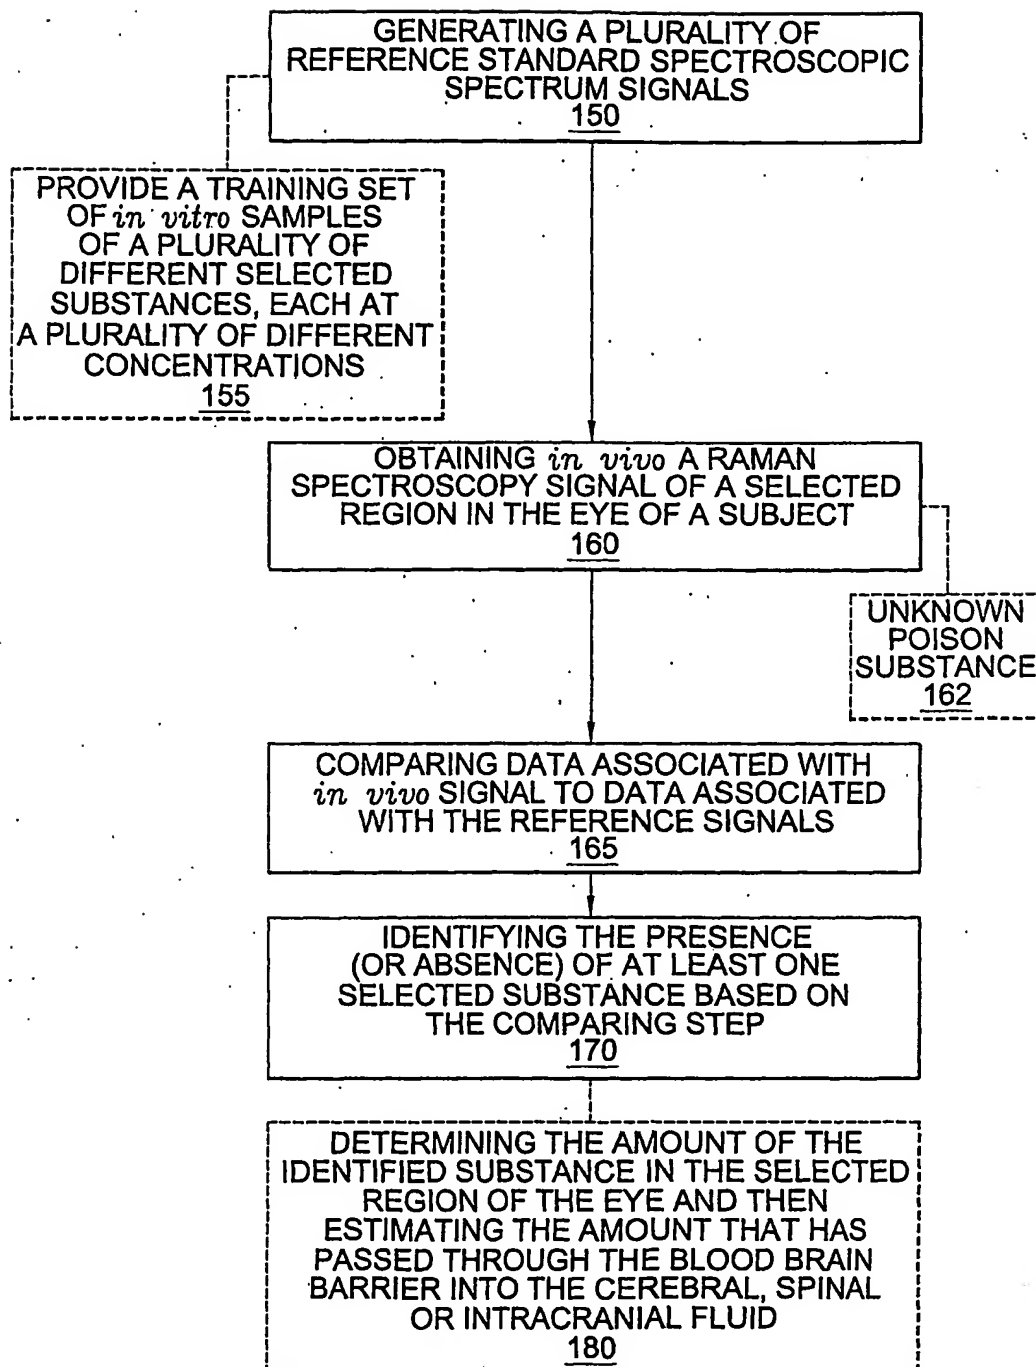 GENERATING A PLURALITY OF
REFERENCE STANDARD SPECTROSCOPIC
SPECTRUM SIGNALS
150
PROVIDE A TRAINING SET
OF in vitro SAMPLES
OF A PLURALITY OF
DIFFERENT SELECTED
SUBSTANCES, EACH AT
A PLURALITY OF DIFFERENT
CONCENTRATIONS
155
OBTAINING in vivo A RAMAN
SPECTROSCOPY SIGNAL OF A SELECTED
REGION IN THE EYE OF A SUBJECT
160
UNKNOWN
POISON
SUBSTANCE
162
COMPARING DATA ASSOCIATED WITH
in vivo SIGNAL TO DATA ASSOCIATED
WITH THE REFERENCE SIGNALS
165
IDENTIFYING THE PRESENCE
(OR ABSENCE) OF AT LEAST ONE
SELECTED SUBSTANCE BASED ON
THE COMPARING STEP
170
DETERMINING THE AMOUNT OF THE
IDENTIFIED SUBSTANCE IN THE SELECTED
REGION OF THE EYE AND THEN
ESTIMATING THE AMOUNT THAT HAS
PASSED THROUGH THE BLOOD BRAIN
BARRIER INTO THE CEREBRAL, SPINAL
OR INTRACRANIAL FLUID
180